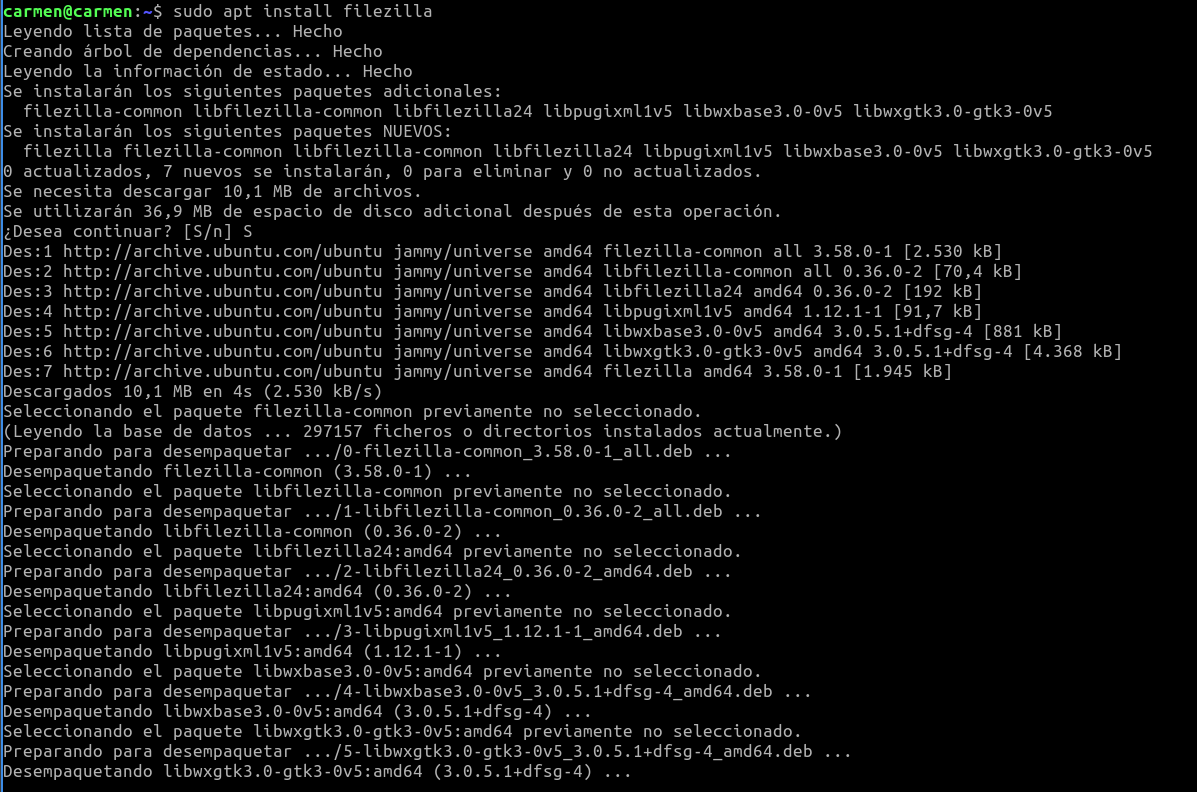 carmen@carmen:~$ sudo apt install filezilla
Leyendo lista de paquetes... Hecho
Creando árbol de dependencias... Hecho
Leyendo la información de estado... Hecho
Se instalarán los siguientes paquetes adicionales:
  filezilla-common libfilezilla-common libfilezilla24 libpugixml1v5 libwxbase3.0-0v5 libwxgtk3.0-gtk3-0v5
Se instalarán los siguientes paquetes NUEVOS:
  filezilla filezilla-common libfilezilla-common libfilezilla24 libpugixml1v5 libwxbase3.0-0v5 libwxgtk3.0-gtk3-0v5
0 actualizados, 7 nuevos se instalarán, 0 para eliminar y 0 no actualizados.
Se necesita descargar 10,1 MB de archivos.
Se utilizarán 36,9 MB de espacio de disco adicional después de esta operación.
¿Desea continuar? [S/n] S
Des:1 http://archive.ubuntu.com/ubuntu jammy/universe amd64 filezilla-common all 3.58.0-1 [2.530 kB]
Des:2 http://archive.ubuntu.com/ubuntu jammy/universe amd64 libfilezilla-common all 0.36.0-2 [70,4 kB]
Des:3 http://archive.ubuntu.com/ubuntu jammy/universe amd64 libfilezilla24 amd64 0.36.0-2 [192 kB]
Des:4 http://archive.ubuntu.com/ubuntu jammy/universe amd64 libpugixml1v5 amd64 1.12.1-1 [91,7 kB]
Des:5 http://archive.ubuntu.com/ubuntu jammy/universe amd64 libwxbase3.0-0v5 amd64 3.0.5.1+dfsg-4 [881 kB]
Des:6 http://archive.ubuntu.com/ubuntu jammy/universe amd64 libwxgtk3.0-gtk3-0v5 amd64 3.0.5.1+dfsg-4 [4.368 kB]
Des:7 http://archive.ubuntu.com/ubuntu jammy/universe amd64 filezilla amd64 3.58.0-1 [1.945 kB]
Descargados 10,1 MB en 4s (2.530 kB/s)
Seleccionando el paquete filezilla-common previamente no seleccionado.
(Leyendo la base de datos ... 297157 ficheros o directorios instalados actualmente.)
Preparando para desempaquetar .../0-filezilla-common_3.58.0-1_all.deb ...
Desempaquetando filezilla-common (3.58.0-1) ...
Seleccionando el paquete libfilezilla-common previamente no seleccionado.
Preparando para desempaquetar .../1-libfilezilla-common_0.36.0-2_all.deb ...
Desempaquetando libfilezilla-common (0.36.0-2) ...
Seleccionando el paquete libfilezilla24:amd64 previamente no seleccionado.
Preparando para desempaquetar .../2-libfilezilla24_0.36.0-2_amd64.deb ...
Desempaquetando libfilezilla24:amd64 (0.36.0-2) ...
Seleccionando el paquete libpugixml1v5:amd64 previamente no seleccionado.
Preparando para desempaquetar .../3-libpugixml1v5_1.12.1-1_amd64.deb ...
Desempaquetando libpugixml1v5:amd64 (1.12.1-1) ...
Seleccionando el paquete libwxbase3.0-0v5:amd64 previamente no seleccionado.
Preparando para desempaquetar .../4-libwxbase3.0-0v5_3.0.5.1+dfsg-4_amd64.deb ...
Desempaquetando libwxbase3.0-0v5:amd64 (3.0.5.1+dfsg-4) ...
Seleccionando el paquete libwxgtk3.0-gtk3-0v5:amd64 previamente no seleccionado.
Preparando para desempaquetar .../5-libwxgtk3.0-gtk3-0v5_3.0.5.1+dfsg-4_amd64.deb ...
Desempaquetando libwxgtk3.0-gtk3-0v5:amd64 (3.0.5.1+dfsg-4) ...